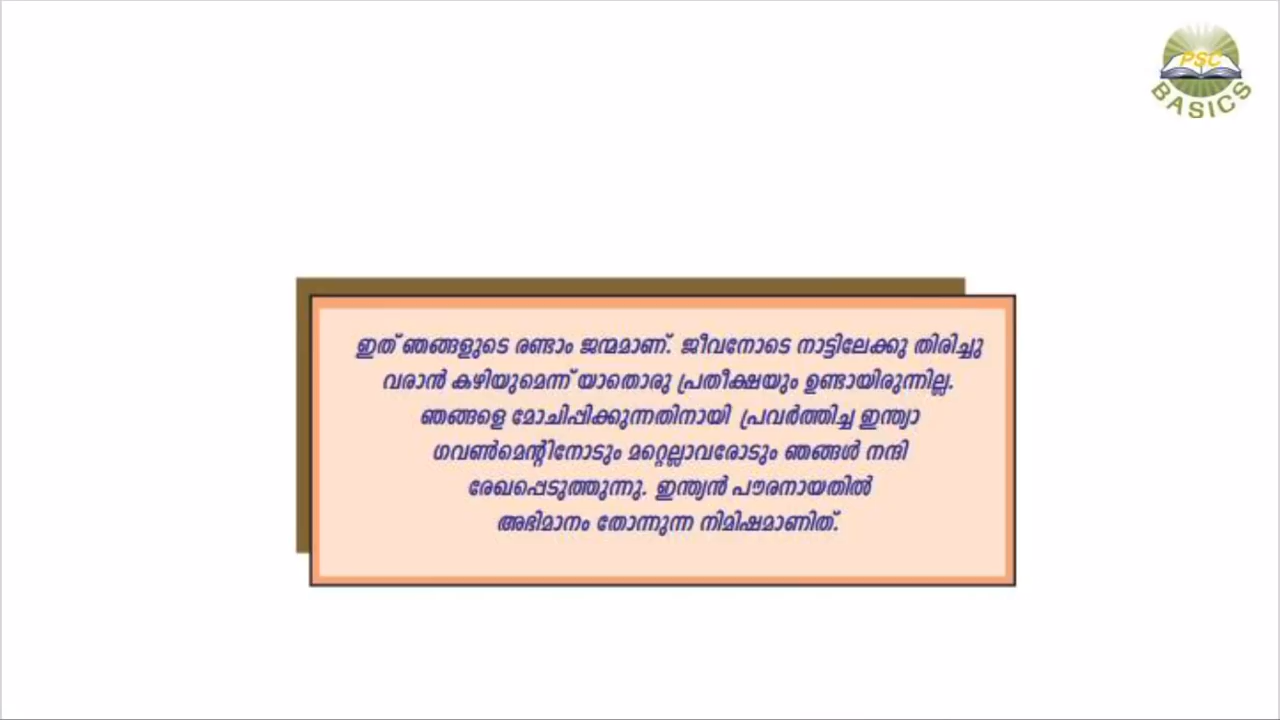 PSC
BASICS
ഇത് ഞങ്ങളുടെ രണ്ടാം ജന്മമാണ്. ജീവനോടെ നാട്ടിലേക്കു തിരിച്ചു
വരാൻ കഴിയുമെന്ന് യാതൊരു പ്രതീക്ഷയും ഉണ്ടായിരുന്നില്ല.
ഞങ്ങളെ മോചിപ്പിക്കുന്നതിനായി പ്രവർത്തിച്ച ഇന്ത്യാ
ഗവൺമെന്റിനോടും മറ്റെല്ലാവരോടും ഞങ്ങൾ നന്ദി
രേഖപ്പെടുത്തുന്നു. ഇന്ത്യൻ പൗരനായതിൽ
അഭിമാനം തോന്നുന്ന നിമിഷമാണിത്.